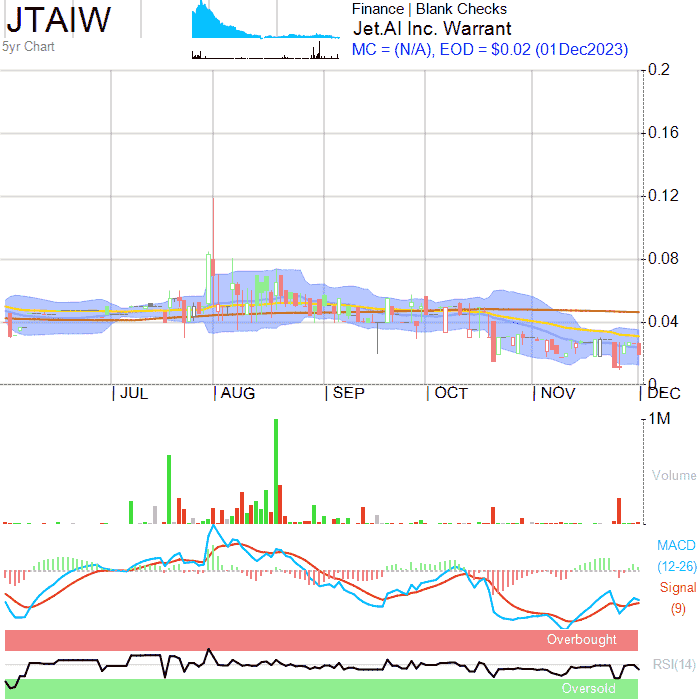 JTAIW
5yr Chart
Finance | Blank Checks
Jet.AI Inc. Warrant
MC = (N/A), EOD = $0.02 (01Dec2023)
0.2
0.16
0.12
0.08
0.04
0
JUL AUG SEP OCT NOV DEC
1M
Volume
MACD
(12-26)
Signal
(9)
Overbought
RSI(14)
Oversold